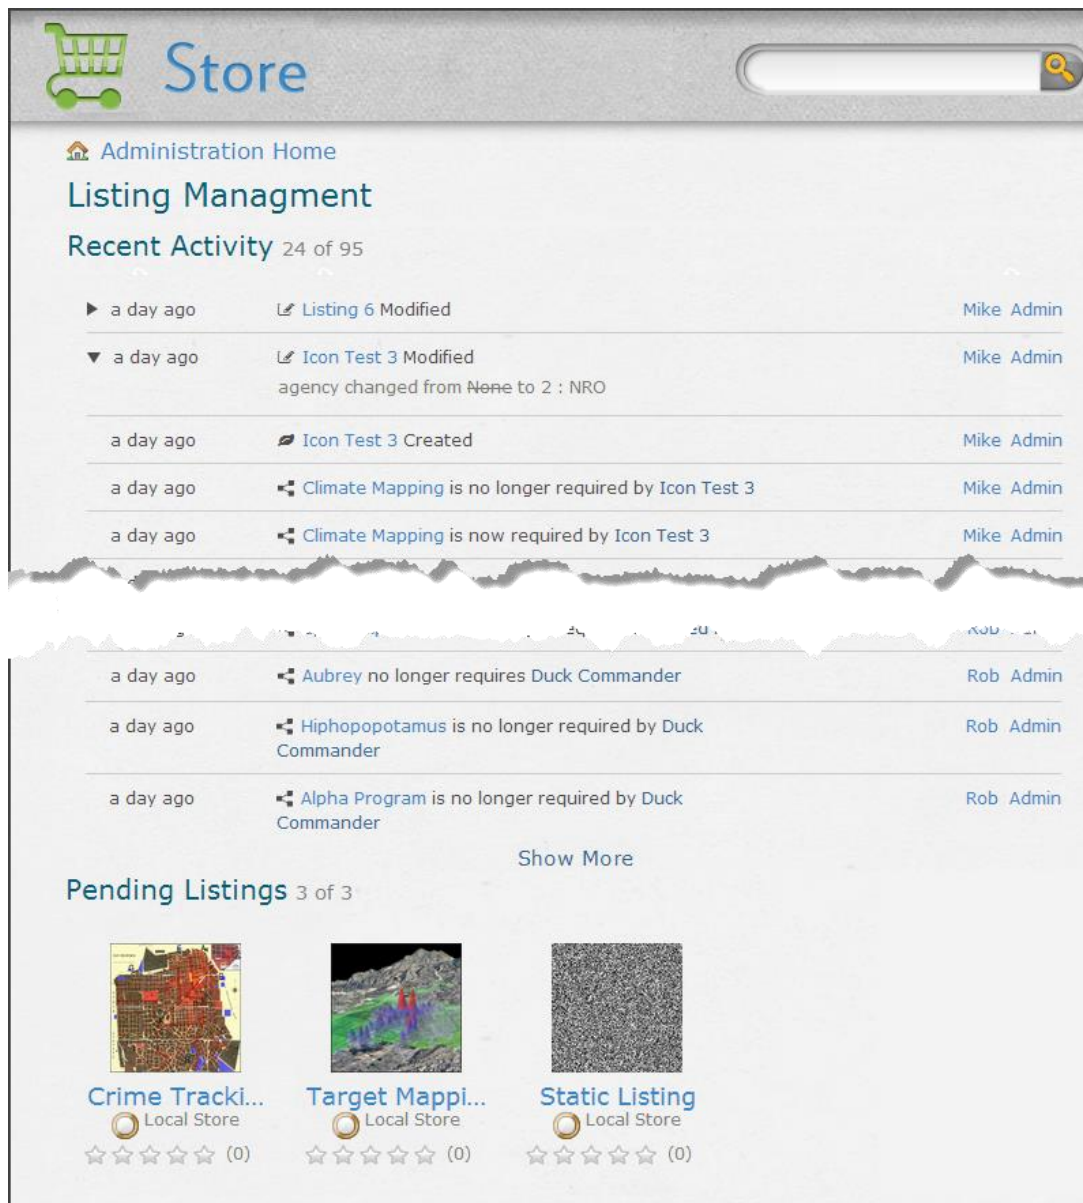 Store
Administration Home
Listing Managment
Recent Activity 24 of 95
a day ago Listing 6 Modified Mike Admin
a day ago Icon Test 3 Modified Mike Admin
agency changed from None to 2 : NRO
a day ago Icon Test 3 Created Mike Admin
a day ago Climate Mapping is no longer required by Icon Test 3 Mike Admin
a day ago Climate Mapping is now required by Icon Test 3 Mike Admin
Rob
a day ago Aubrey no longer requires Duck Commander Rob Admin
a day ago Hiphopopotamus is no longer required by Duck Rob Admin
Commander
a day ago Alpha Program is no longer required by Duck Rob Admin
Commander
Show More
Pending Listings 3 of 3
Crime Tracki... Target Mappi... Static Listing
Local Store Local Store Local Store
(0) (0) (0)